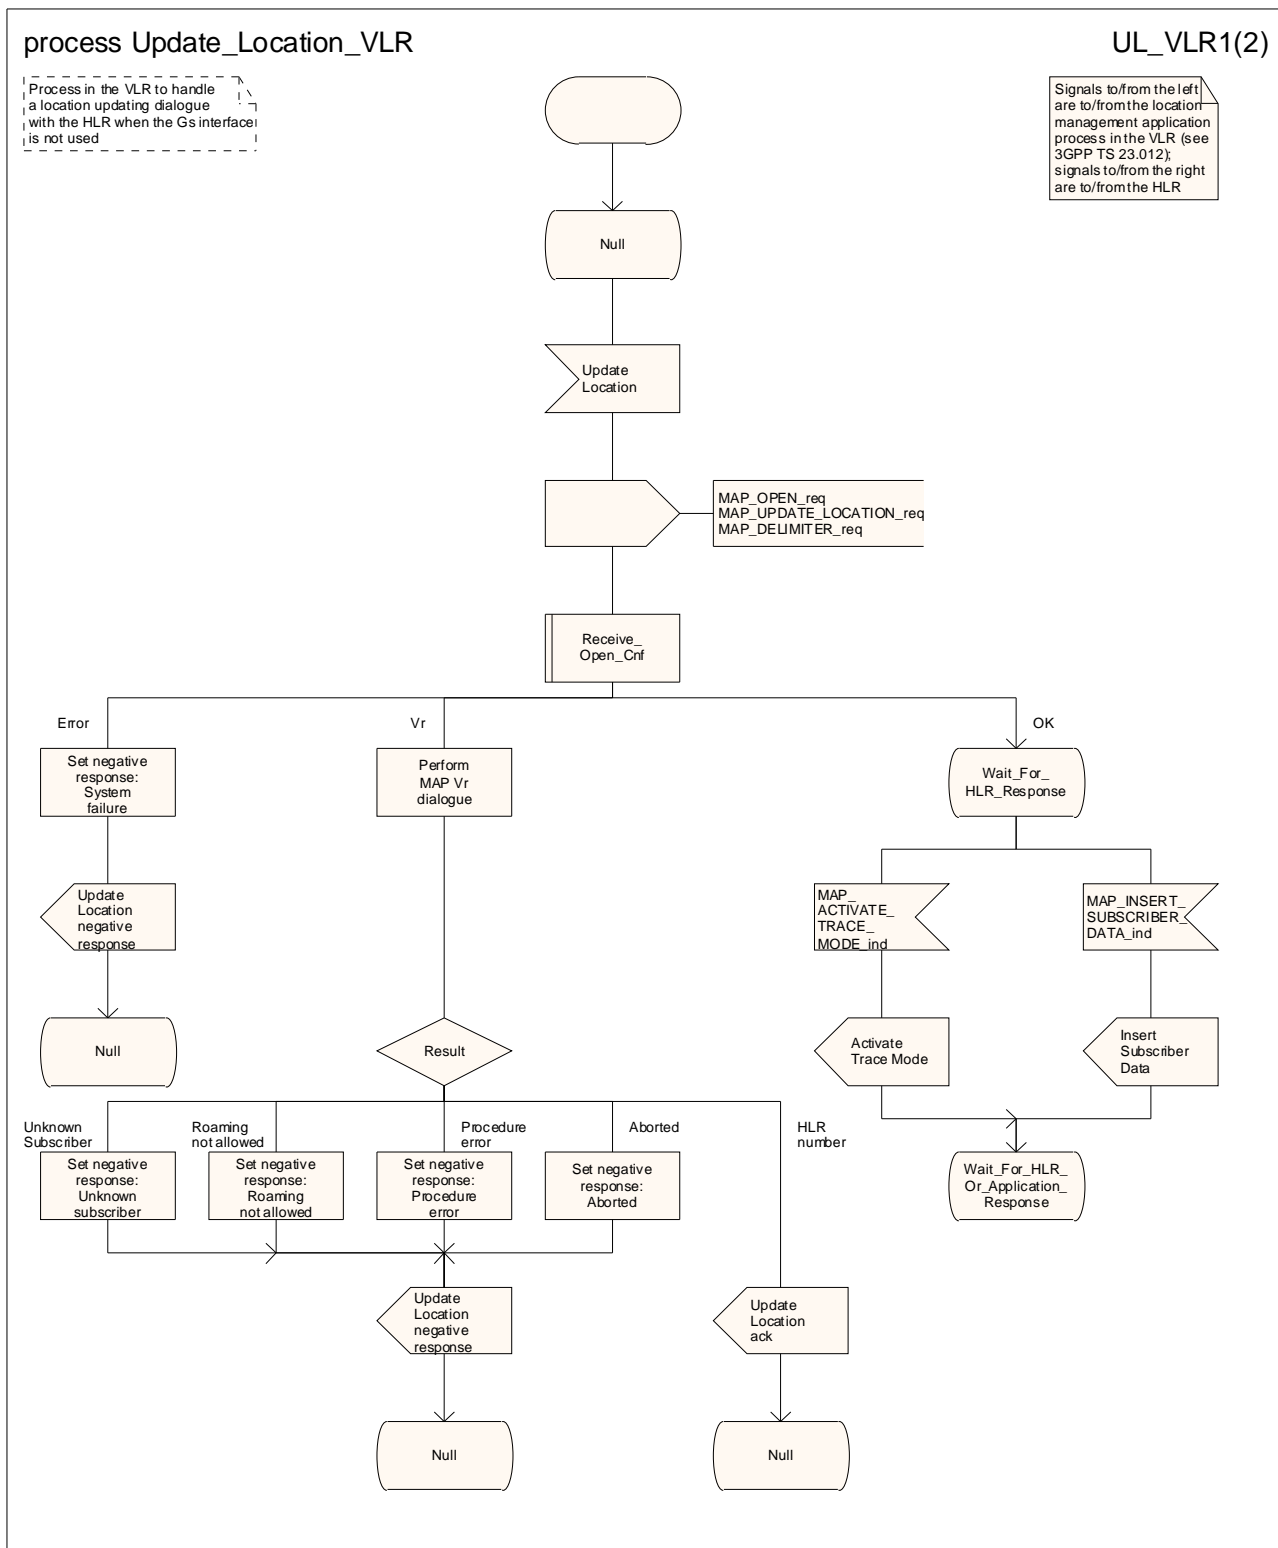 process Update_Location_VLR
UL_VLR1(2)
Process in the VLR to handle
a location updating dialogue
with the HLR when the Gs interface
is not used
Signals to/from the left
are to/from the location
management application
process in the VLR (see
3GPP TS 23.012);
signals to/from the right
are to/from the HLR
Null
Update
Location
MAP_OPEN_req
MAP_UPDATE_LOCATION_req
MAP_DELIMITER_req
Receive_
Open_Cnf
Error
Vr
OK
Set negative
response:
System
failure
Perform
MAP Vr
dialogue
Wait_For_
HLR_Response
Update
Location
negative
response
MAP_
ACTIVATE_
TRACE_
MODE_ind
MAP_INSERT_
SUBSCRIBER_
DATA_ind
Null
Result
Activate
Trace Mode
Insert
Subscriber
Data
Unknown
Subscriber
Roaming
not allowed
Procedure
error
Aborted
HLR
number
Set negative
response:
Unknown
subscriber
Set negative
response:
Roaming
not allowed
Set negative
response:
Procedure
error
Set negative
response:
Aborted
Wait_For_HLR_
Or_Application_
Response
Update
Location
negative
response
Update
Location
ack
Null
Null